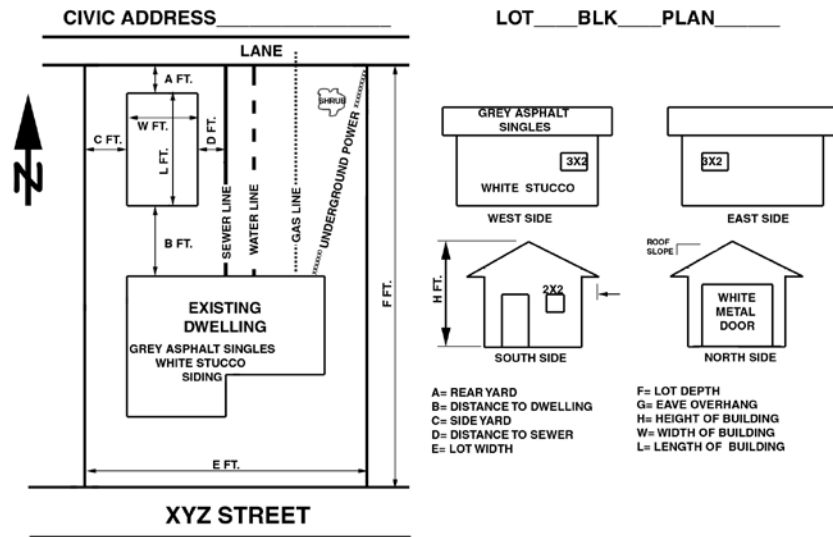 CIVIC ADDRESS____________________
LOT____BLK____PLAN______
LANE
A FT.
W FT.
C FT.
D FT.
L FT.
B FT.
SHRUB
SEWER LINE
WATER LINE
GAS LINE
UNDERGROUND POWER
F FT.
N
EXISTING
DWELLING
GREY ASPHALT SINGLES
WHITE STUCCO
SIDING
E FT.
XYZ STREET
GREY ASPHALT
SINGLES
3X2
WHITE STUCCO
WEST SIDE
3X2
EAST SIDE
H FT.
2X2
SOUTH SIDE
ROOF
SLOPE
WHITE
METAL
DOOR
NORTH SIDE
A= REAR YARD
B= DISTANCE TO DWELLING
C= SIDE YARD
D= DISTANCE TO SEWER
E= LOT WIDTH
F= LOT DEPTH
G= EAVE OVERHANG
H= HEIGHT OF BUILDING
W= WIDTH OF BUILDING
L= LENGTH OF BUILDING